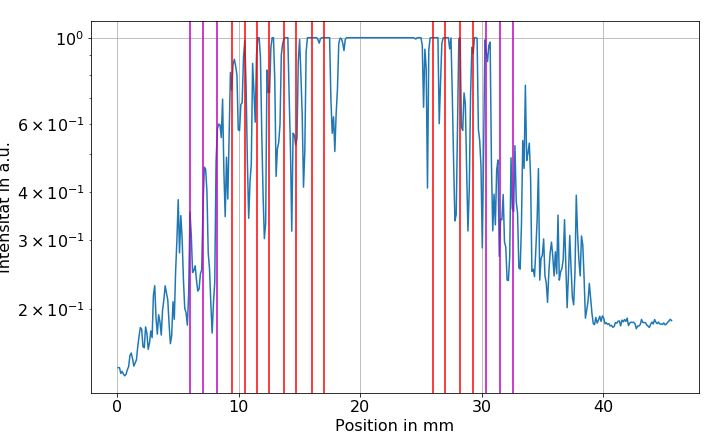 10⁰
6 × 10⁻¹
4 × 10⁻¹
3 × 10⁻¹
2 × 10⁻¹
Intensität in a.u.
0 10 20 30 40
Position in mm